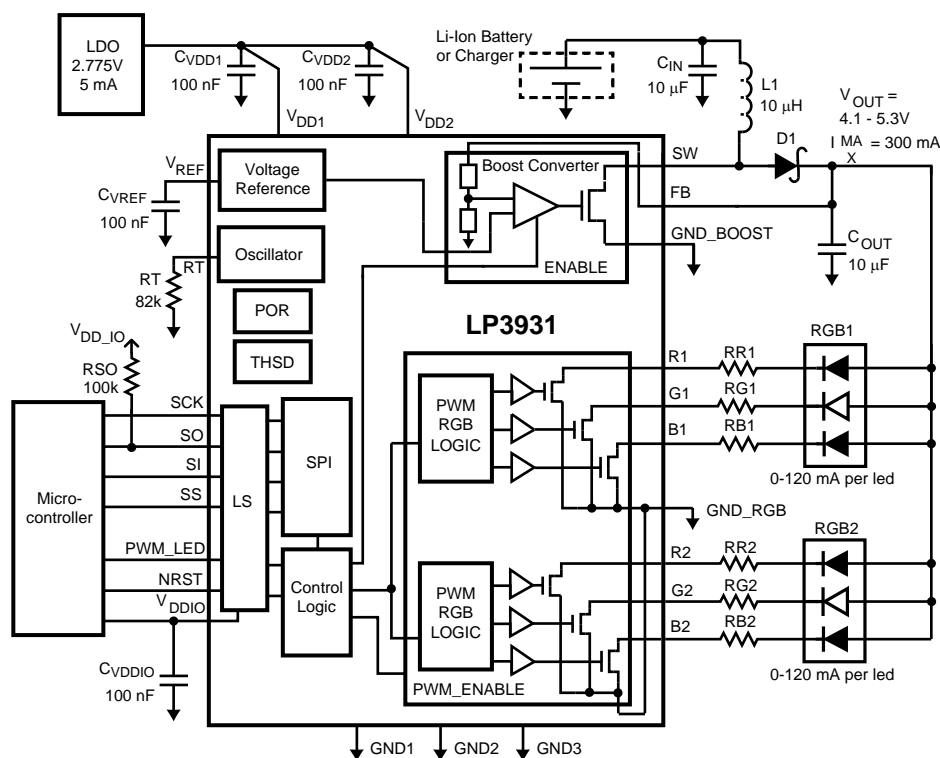 LDO
2.775V
5 mA
CVDD1
100 nF
CVDD2
100 nF
VDD1
VDD2
Li-Ion Battery
or Charger
CIN
10 μF
L1
10 μH
VOUT =
4.1 - 5.3V
I MAX = 300 mA
D1
SW
FB
GND_BOOST
COUT
10 μF
VREF
CVREF
100 nF
Voltage
Reference
Boost Converter
ENABLE
RT
RT
82k
Oscillator
POR
THSD
LP3931
VDD_IO
RSO
100k
Micro-
controller
SCK
SO
SI
SS
PWM_LED
NRST
VDDIO
CVDDIO
100 nF
LS
SPI
Control
Logic
PWM
RGB
LOGIC
R1
G1
B1
RR1
RG1
RB1
RGB1
0-120 mA per led
GND_RGB
PWM
RGB
LOGIC
PWM_ENABLE
R2
G2
B2
RR2
RG2
RB2
RGB2
0-120 mA per led
GND1
GND2
GND3